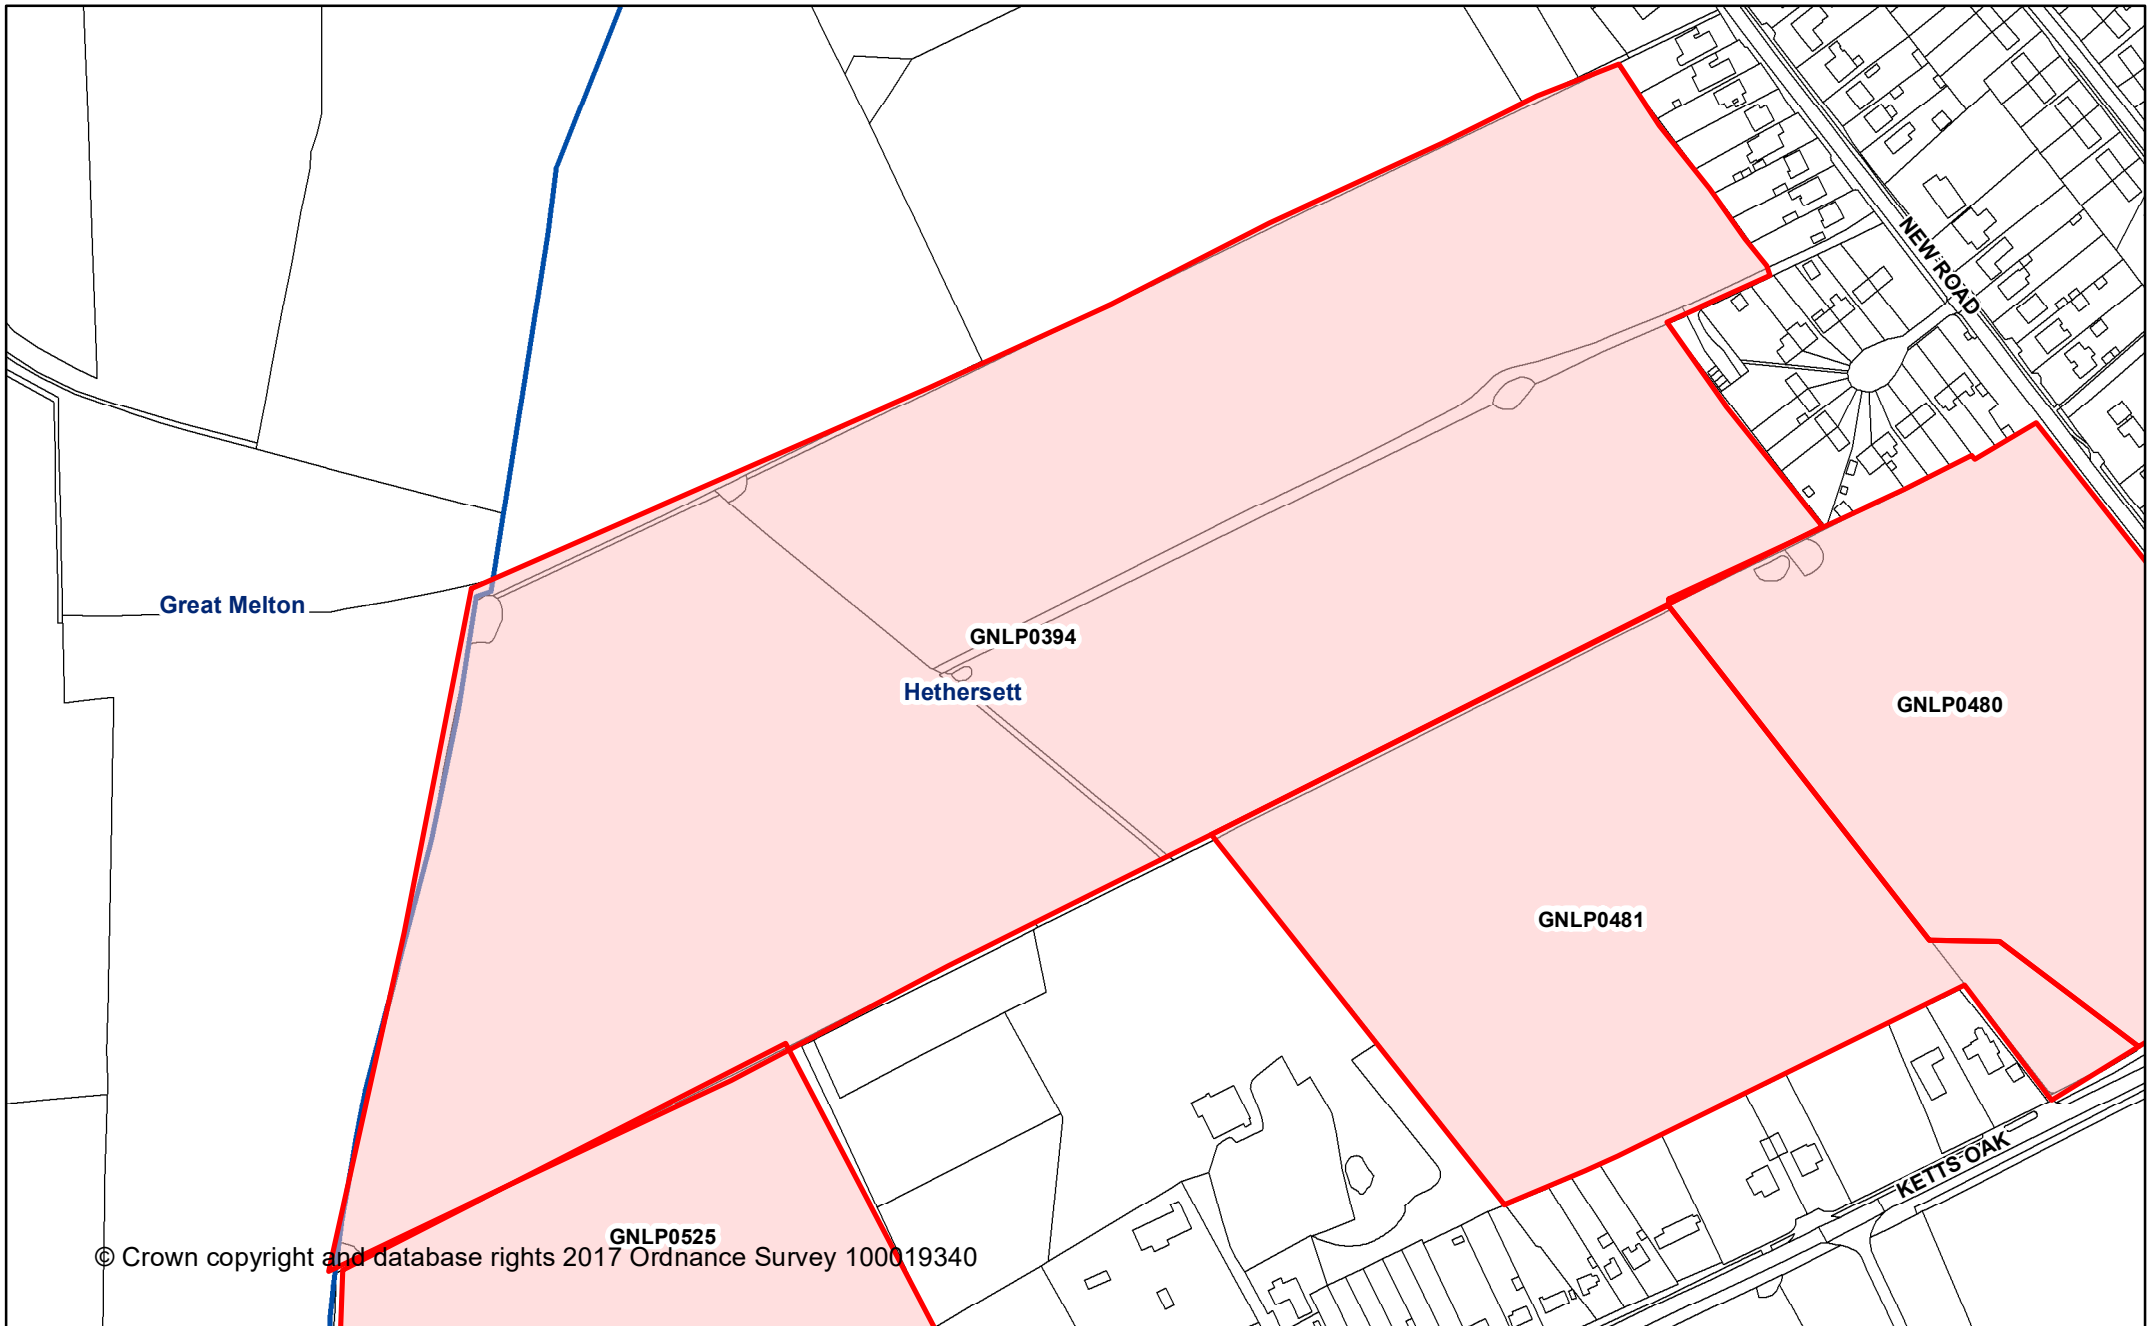 NEW ROAD
Great Melton
GNLP0394
Hethersett
GNLP0480
GNLP0481
KETTS OAK
GNLP0525
© Crown copyright and database rights 2017 Ordnance Survey 100019340